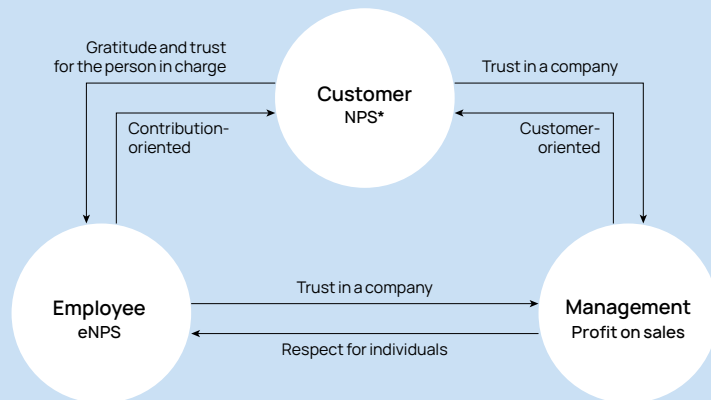 Gratitude and trust
for the person in charge
Trust in a company
Customer
NPS*
Contribution-
oriented
Customer-
oriented
Employee
eNPS
Trust in a company
Respect for individuals
Management
Profit on sales